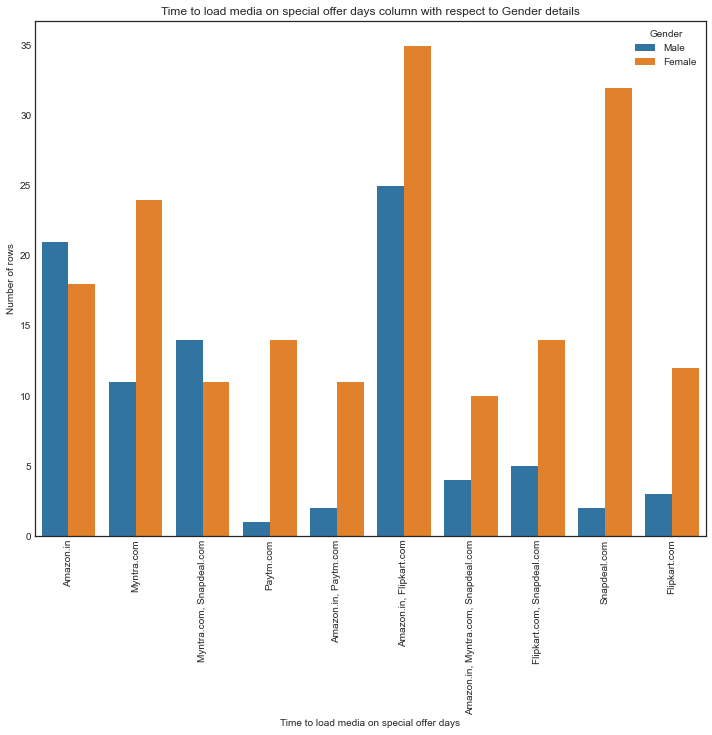 Time to load media on special offer days column with respect to Gender details
Gender
Male
Female
Number of rows
35
30
25
20
15
10
5
0
Amazon.in
Myntra.com
Myntra.com, Snapdeal.com
Paytm.com
Amazon.in, Paytm.com
Amazon.in, Flipkart.com
Amazon.in, Myntra.com, Snapdeal.com
Flipkart.com, Snapdeal.com
Snapdeal.com
Flipkart.com
Time to load media on special offer days